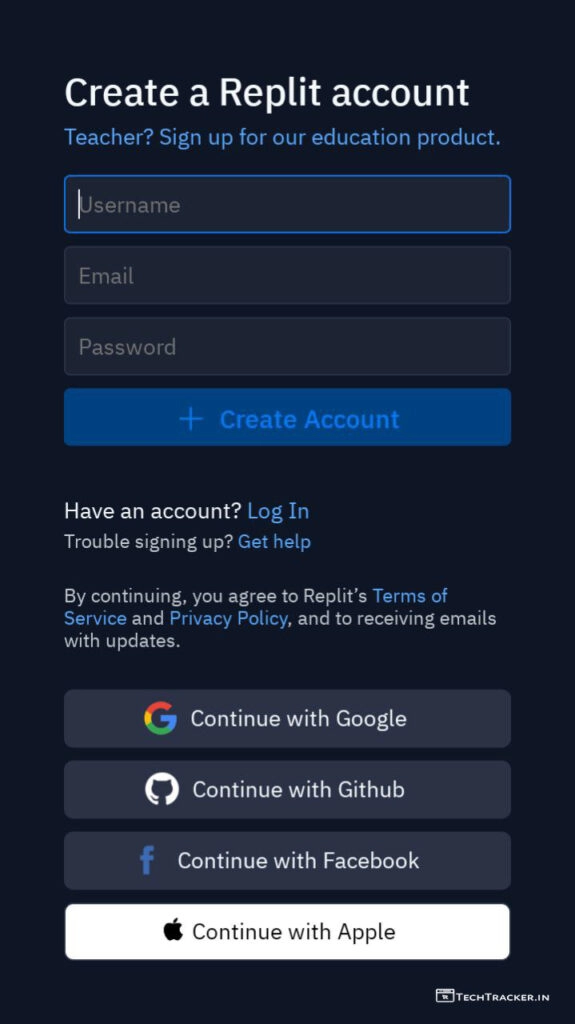 Create a Replit account
Teacher? Sign up for our education product.
Username
Email
Password
+ Create Account
Have an account? Log In
Trouble signing up? Get help
By continuing, you agree to Replit’s Terms of
Service and Privacy Policy, and to receiving emails
with updates.
Continue with Google
Continue with Github
Continue with Facebook
Continue with Apple
TECHTRACKER.IN